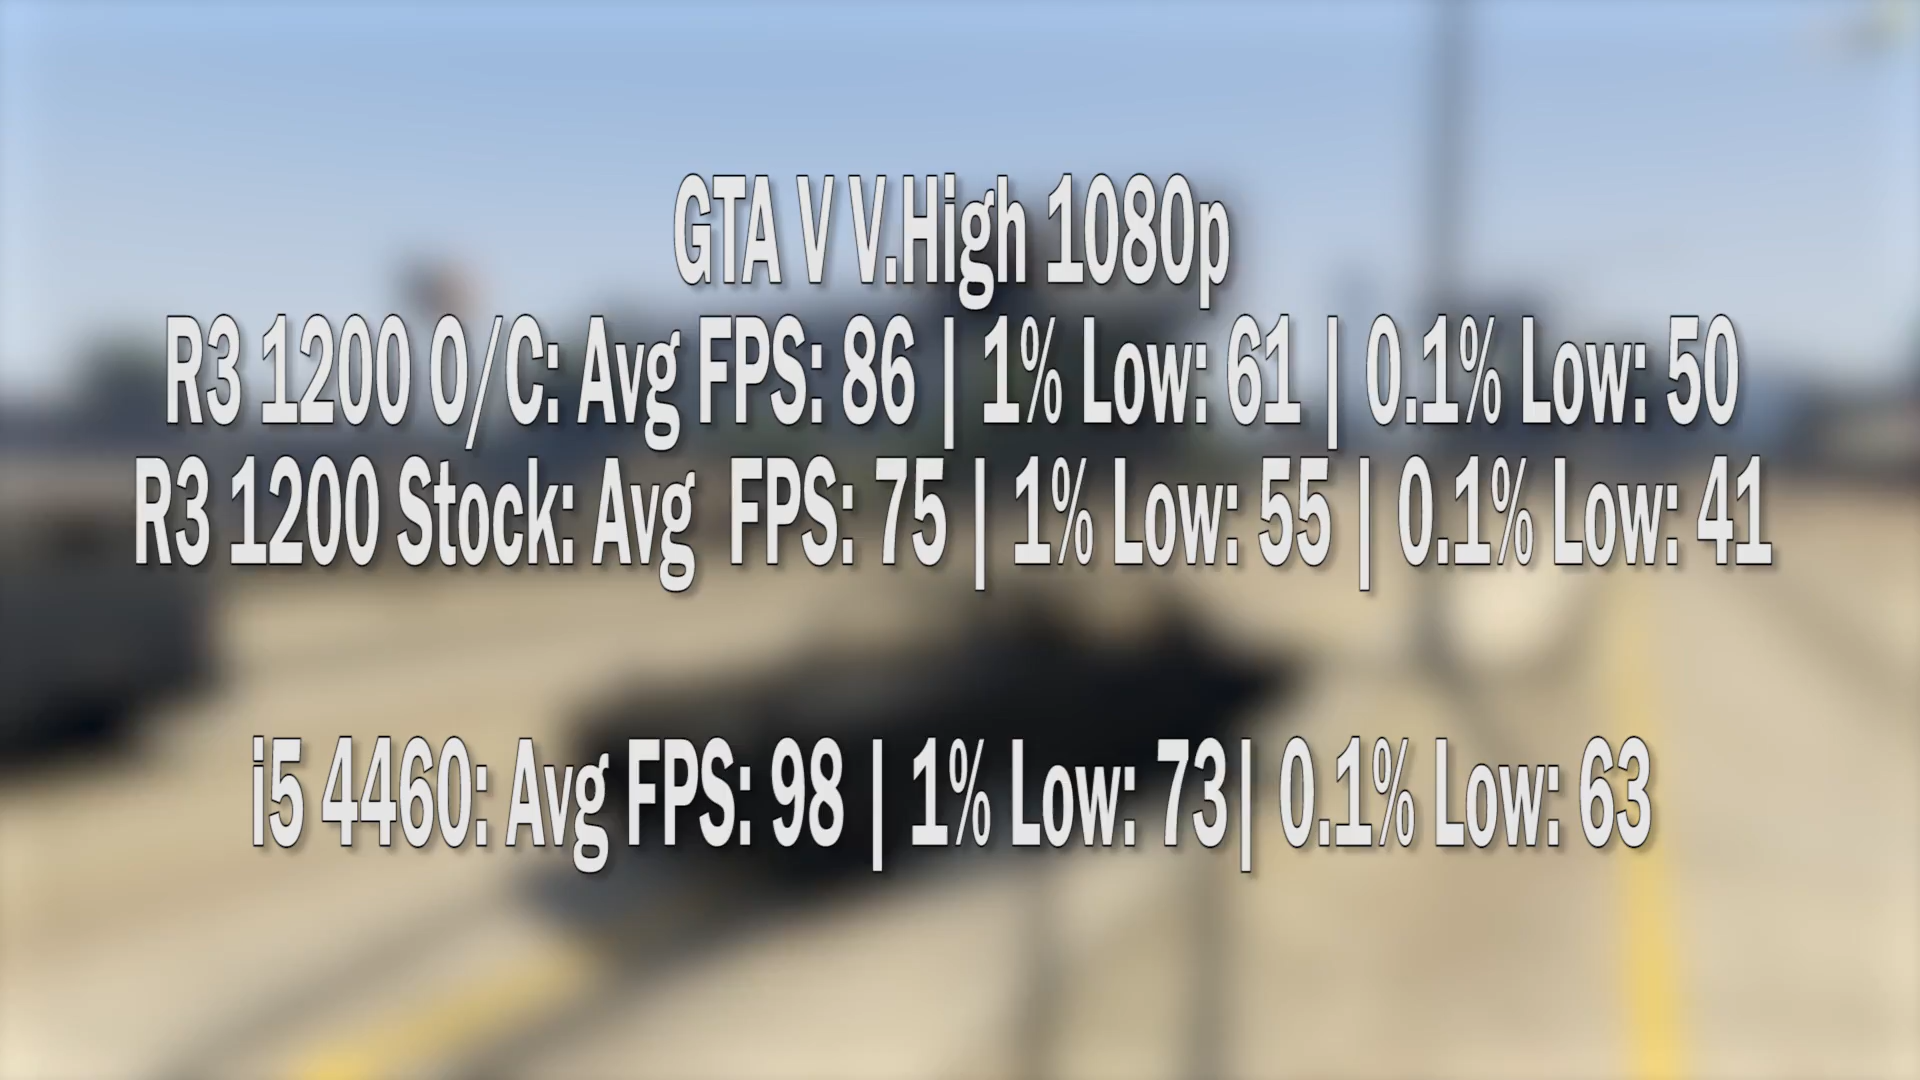 GTA V V.High 1080p
R3 1200 O/C: Avg FPS: 86 | 1% Low: 61 | 0.1% Low: 50
R3 1200 Stock: Avg  FPS: 75 | 1% Low: 55 | 0.1% Low: 41
i5 4460: Avg FPS: 98 | 1% Low: 73| 0.1% Low: 63